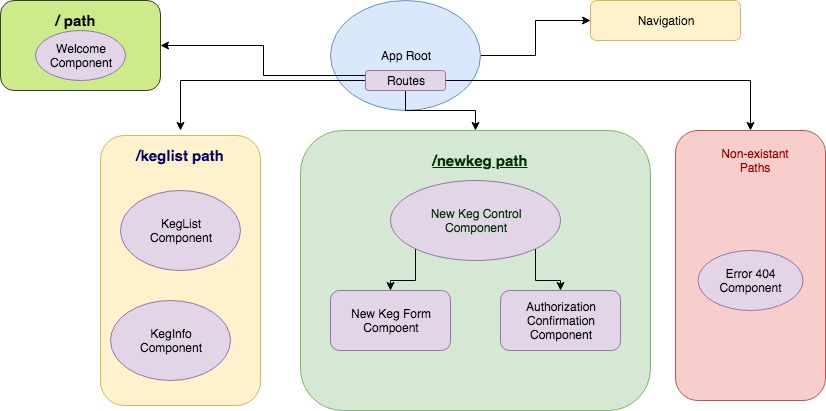 / path
Welcome
Component
App Root
Routes
Navigation
/keglist path
KegList
Component
KegInfo
Component
/newkeg path
New Keg Control
Component
New Keg Form
Compoent
Authorization
Confirmation
Component
Non-existant
Paths
Error 404
Component